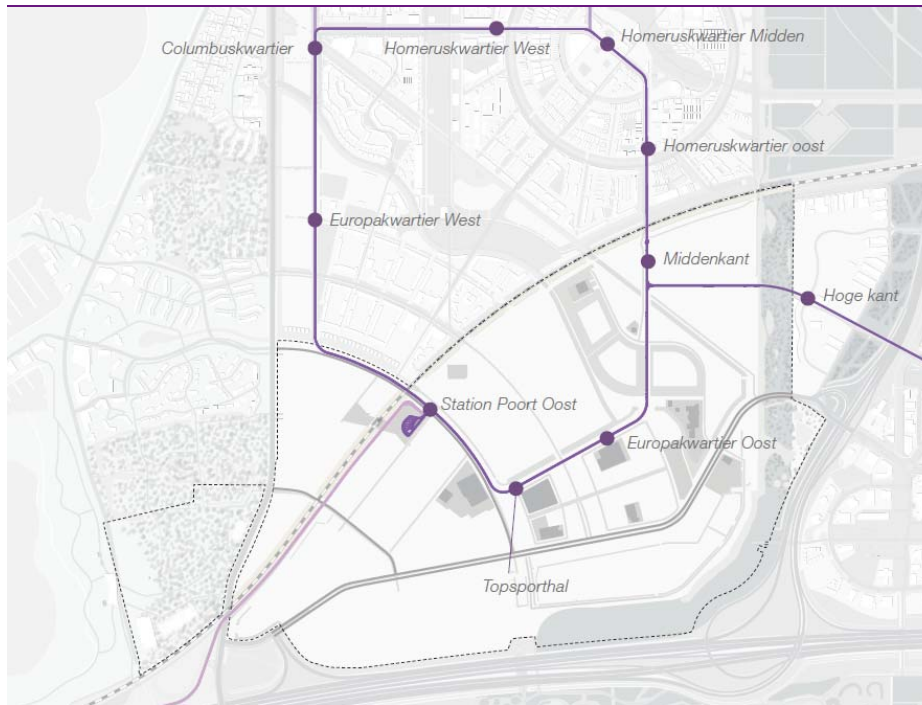 Columbuskwartier
Homeruskwartier West
Homeruskwartier Midden
Homeruskwartier oost
Europakwartier West
Middenkant
Hoge kant
Station Poort Oost
Europakwartier Oost
Topsporthal